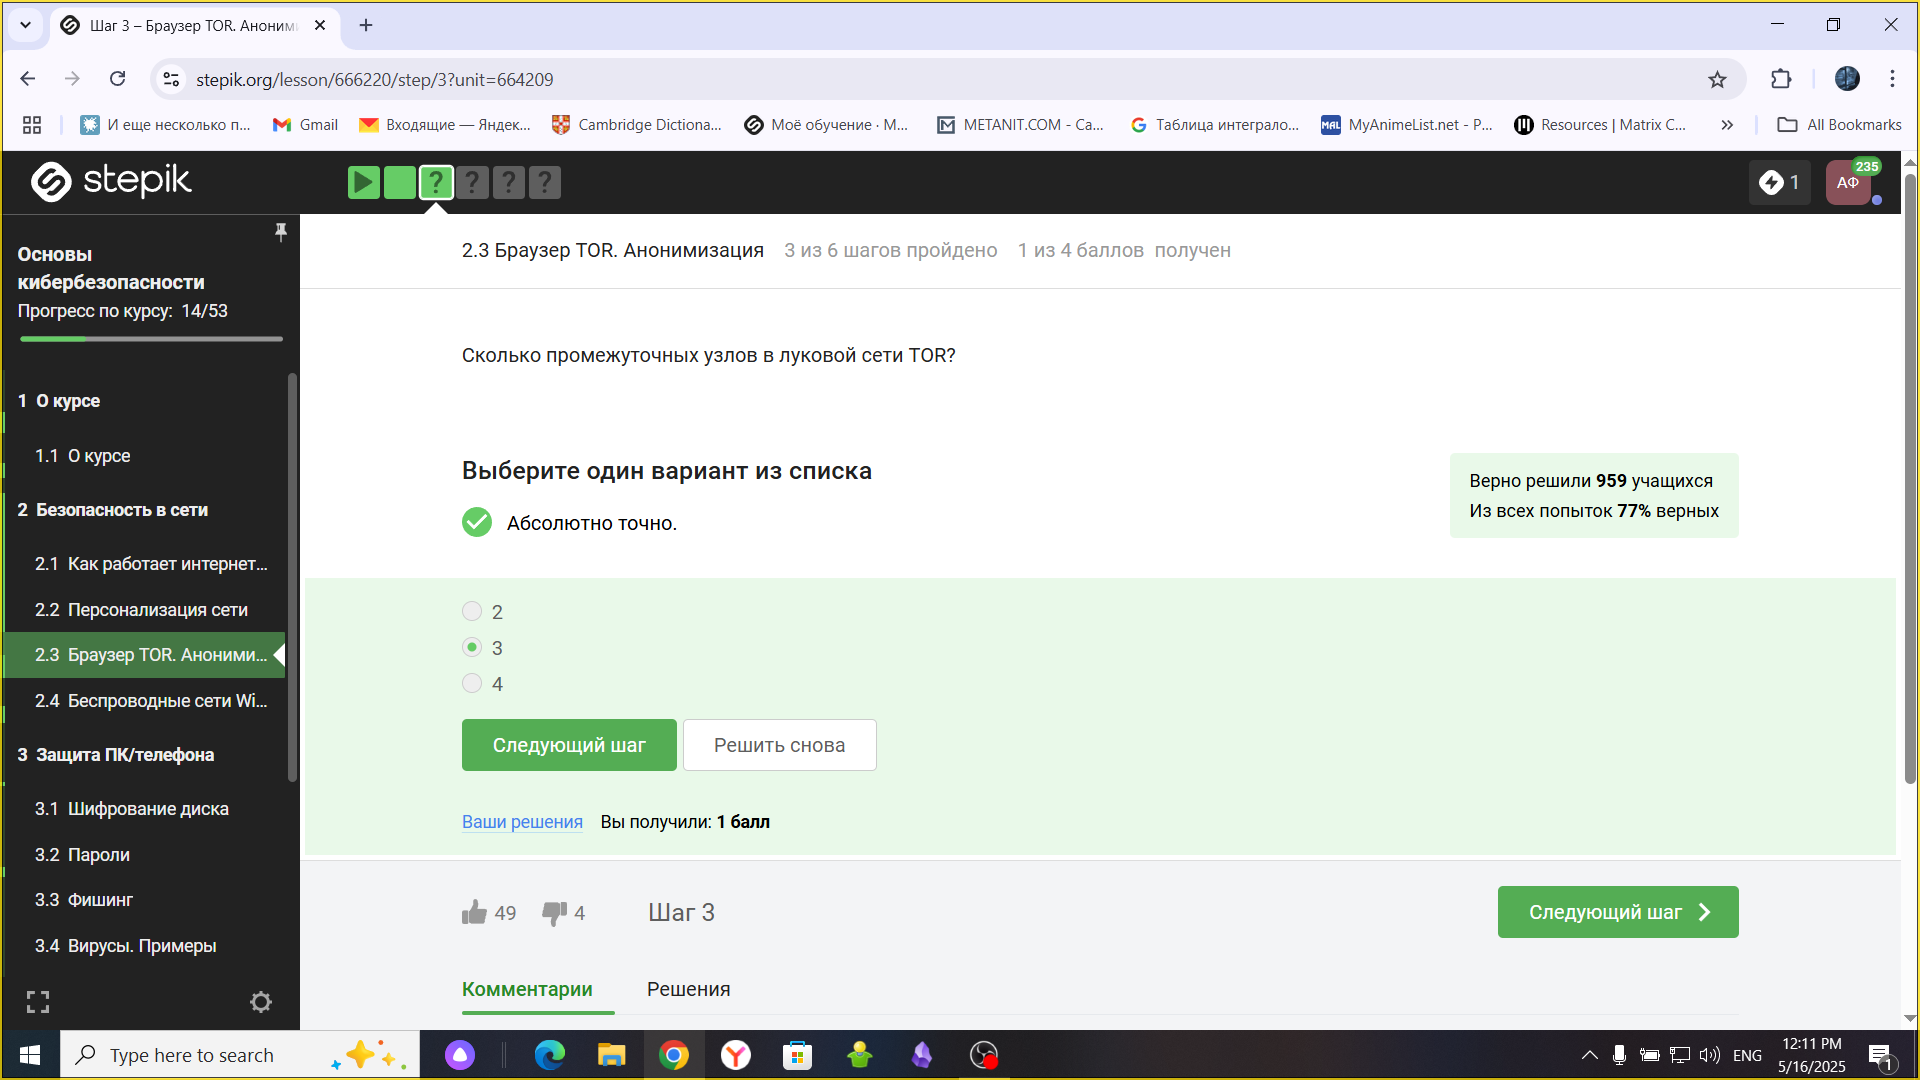 Шаг 3 – Браузер TOR. Аноним
stepik.org/lesson/666220/step/3?unit=664209
И еще несколько п...
Gmail
Входящие — Яндек...
Cambridge Dictiona...
Моё обучение · M...
METANIT.COM - Ca...
Таблица интеграло...
MAL
MyAnimeList.net - P...
Resources | Matrix C...
All Bookmarks
stepik
? ? ? ?
1
АФ
235
Основы
кибербезопасности
Прогресс по курсу: 14/53
1 О курсе
1.1 О курсе
2 Безопасность в сети
2.1 Как работает интернет...
2.2 Персонализация сети
2.3 Браузер TOR. Аноними...
2.4 Беспроводные сети Wi...
3 Защита ПК/телефона
3.1 Шифрование диска
3.2 Пароли
3.3 Фишинг
3.4 Вирусы. Примеры
2.3 Браузер TOR. Анонимизация 3 из 6 шагов пройдено 1 из 4 баллов получен
Сколько промежуточных узлов в луковой сети TOR?
Выберите один вариант из списка
Абсолютно точно.
Верно решили 959 учащихся
Из всех попыток 77% верных
2
3
4
Следующий шаг
Решить снова
Ваши решения Вы получили: 1 балл
49
4
Шаг 3
Следующий шаг
Комментарии
Решения
Type here to search
ENG
12:11 PM
5/16/2025
1